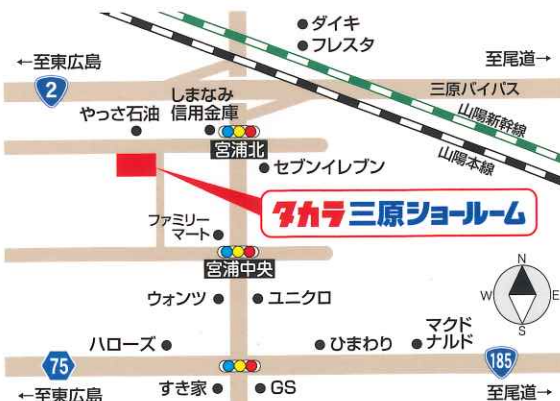 ダイキ
フレスタ
←至東広島
至尾道→
2
三原バイパス
山陽新幹線
山陽本線
やっさ石油
しまなみ
信用金庫
宮浦北
セブンイレブン
タカラ三原ショールーム
ファミリー
マート
宮浦中央
ウォンツ
ユニクロ
N
W
E
S
ハローズ
ひまわり
マクド
ナルド
75
185
←至東広島
すき家
GS
至尾道→